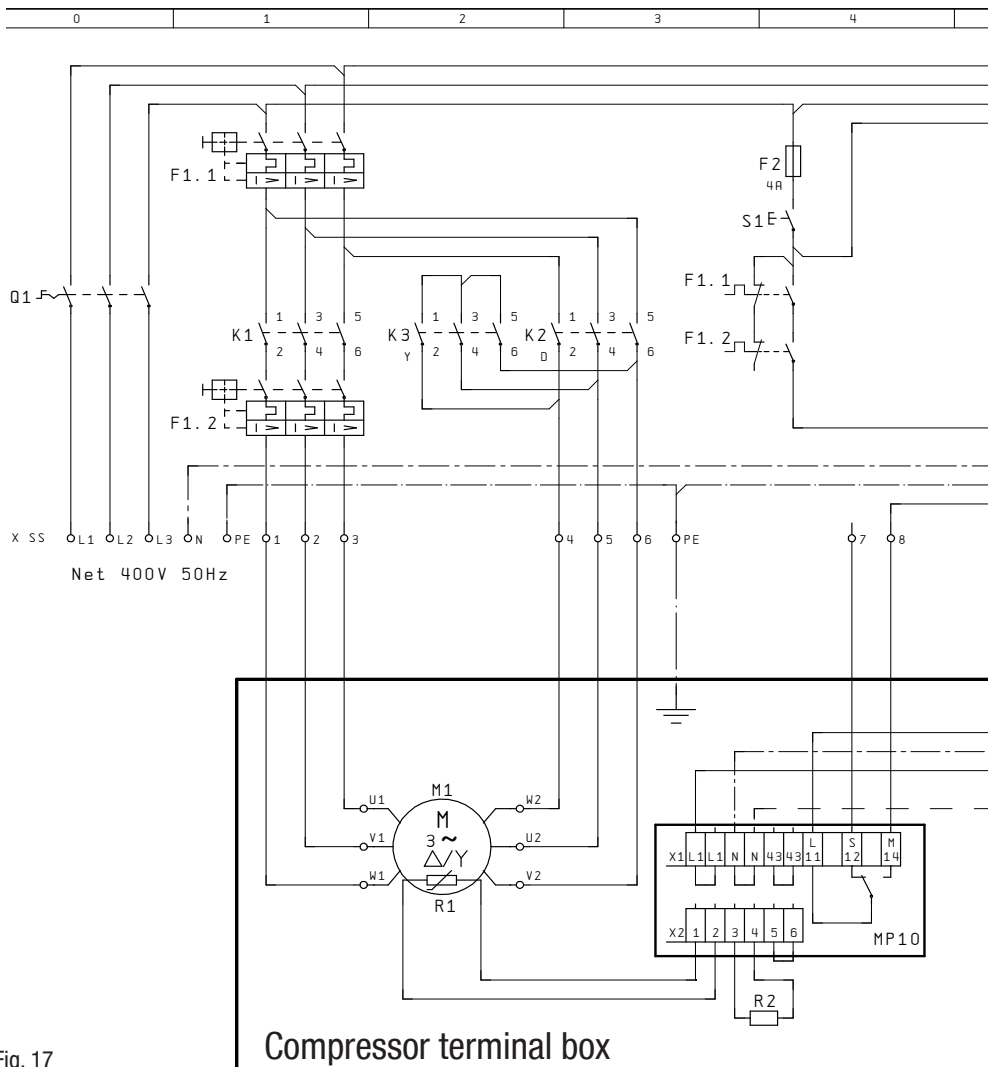 0 1 2 3 4
F1.1
I> I> I>
F2
4A
S1
Q1
K1 1 3 5
2 4 6
K3 1 3 5
Y 2 4 6
K2 1 3 5
D 2 4 6
F1.1
F1.2
F1.2
I> I> I>
X SS L1 L2 L3 N PE 1 2 3 4 5 6 PE 7 8
Net 400V 50Hz
M1
U1 W2
M
V1 3 ~ U2
△/Y
W1 V2
R1
X1 L1 L1 N N 43 43 L 11 S 12 M 14
X2 1 2 3 4 5 6
MP10
R2
Compressor terminal box
Fig. 17